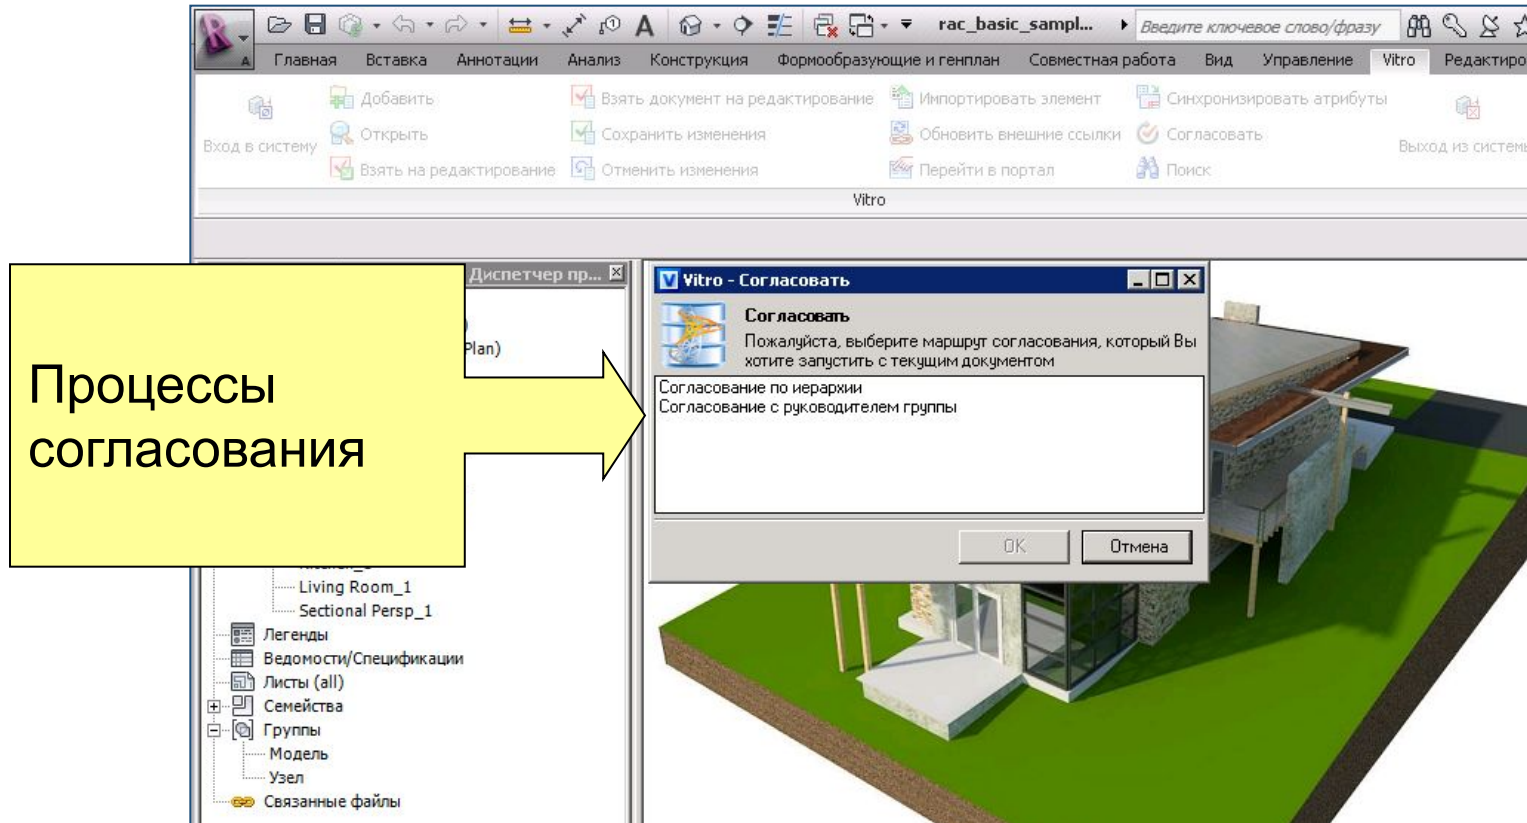 rac_basic_sampl...
Введите ключевое слово/фразу
Главная Вставка Аннотации Анализ Конструкция Формообразующие и генплан Совместная работа Вид Управление Vitro Редактиро
Вход в систему
Добавить
Открыть
Взять на редактирование
Взять документ на редактирование
Сохранить изменения
Отменить изменения
Импортировать элемент
Обновить внешние ссылки
Перейти в портал
Синхронизировать атрибуты
Согласовать
Поиск
Выход из системы
Vitro
Диспетчер пр...
Plan)
Процессы
согласования
Vitro - Согласовать
Согласовать
Пожалуйста, выберите маршрут согласования, который Вы
хотите запустить с текущим документом
Согласование по иерархии
Согласование с руководителем группы
OK Отмена
Living Room_1
Sectional Persp_1
Легенды
Ведомости/Спецификации
Листы (all)
Семейства
Группы
Модель
Узел
Связанные файлы